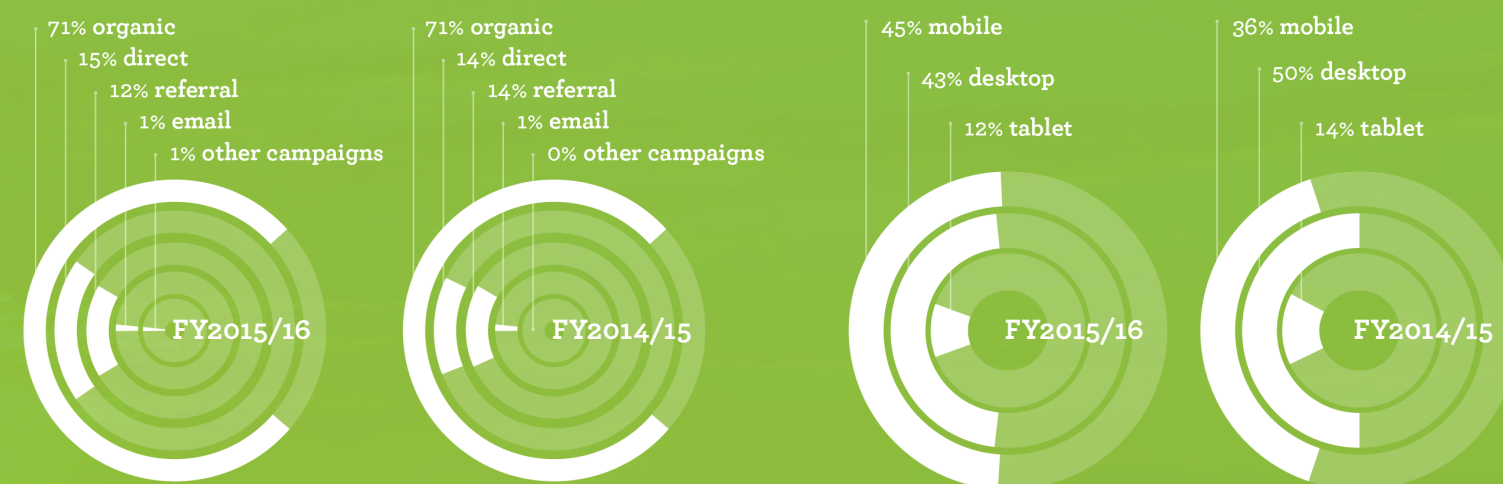 71% organic
15% direct
12% referral
1% email
1% other campaigns
FY2015/16
71% organic
14% direct
14% referral
1% email
0% other campaigns
FY2014/15
45% mobile
43% desktop
12% tablet
FY2015/16
36% mobile
50% desktop
14% tablet
FY2014/15